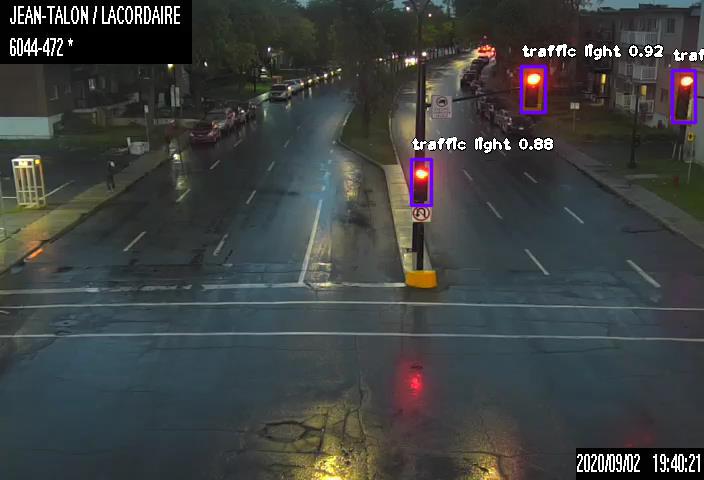 JEAN-TALON / LACORDAIRE
6044-472 *
traffic light 0.92
traf
traffic light 0.88
2020/09/02 19:40:21